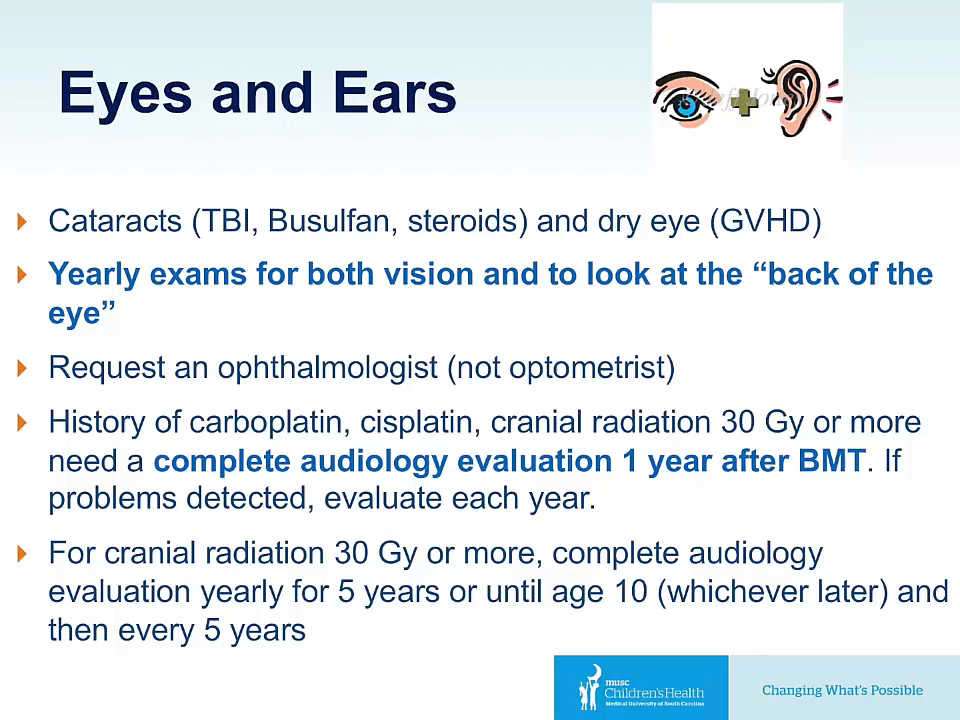 Eyes and Ears
Cataracts (TBI, Busulfan, steroids) and dry eye (GVHD)
Yearly exams for both vision and to look at the “back of the
eye”
Request an ophthalmologist (not optometrist)
History of carboplatin, cisplatin, cranial radiation 30 Gy or more
need a complete audiology evaluation 1 year after BMT. If
problems detected, evaluate each year.
For cranial radiation 30 Gy or more, complete audiology
evaluation yearly for 5 years or until age 10 (whichever later) and
then every 5 years
musc
Children's Health
Medical University of South Carolina
Changing What's Possible